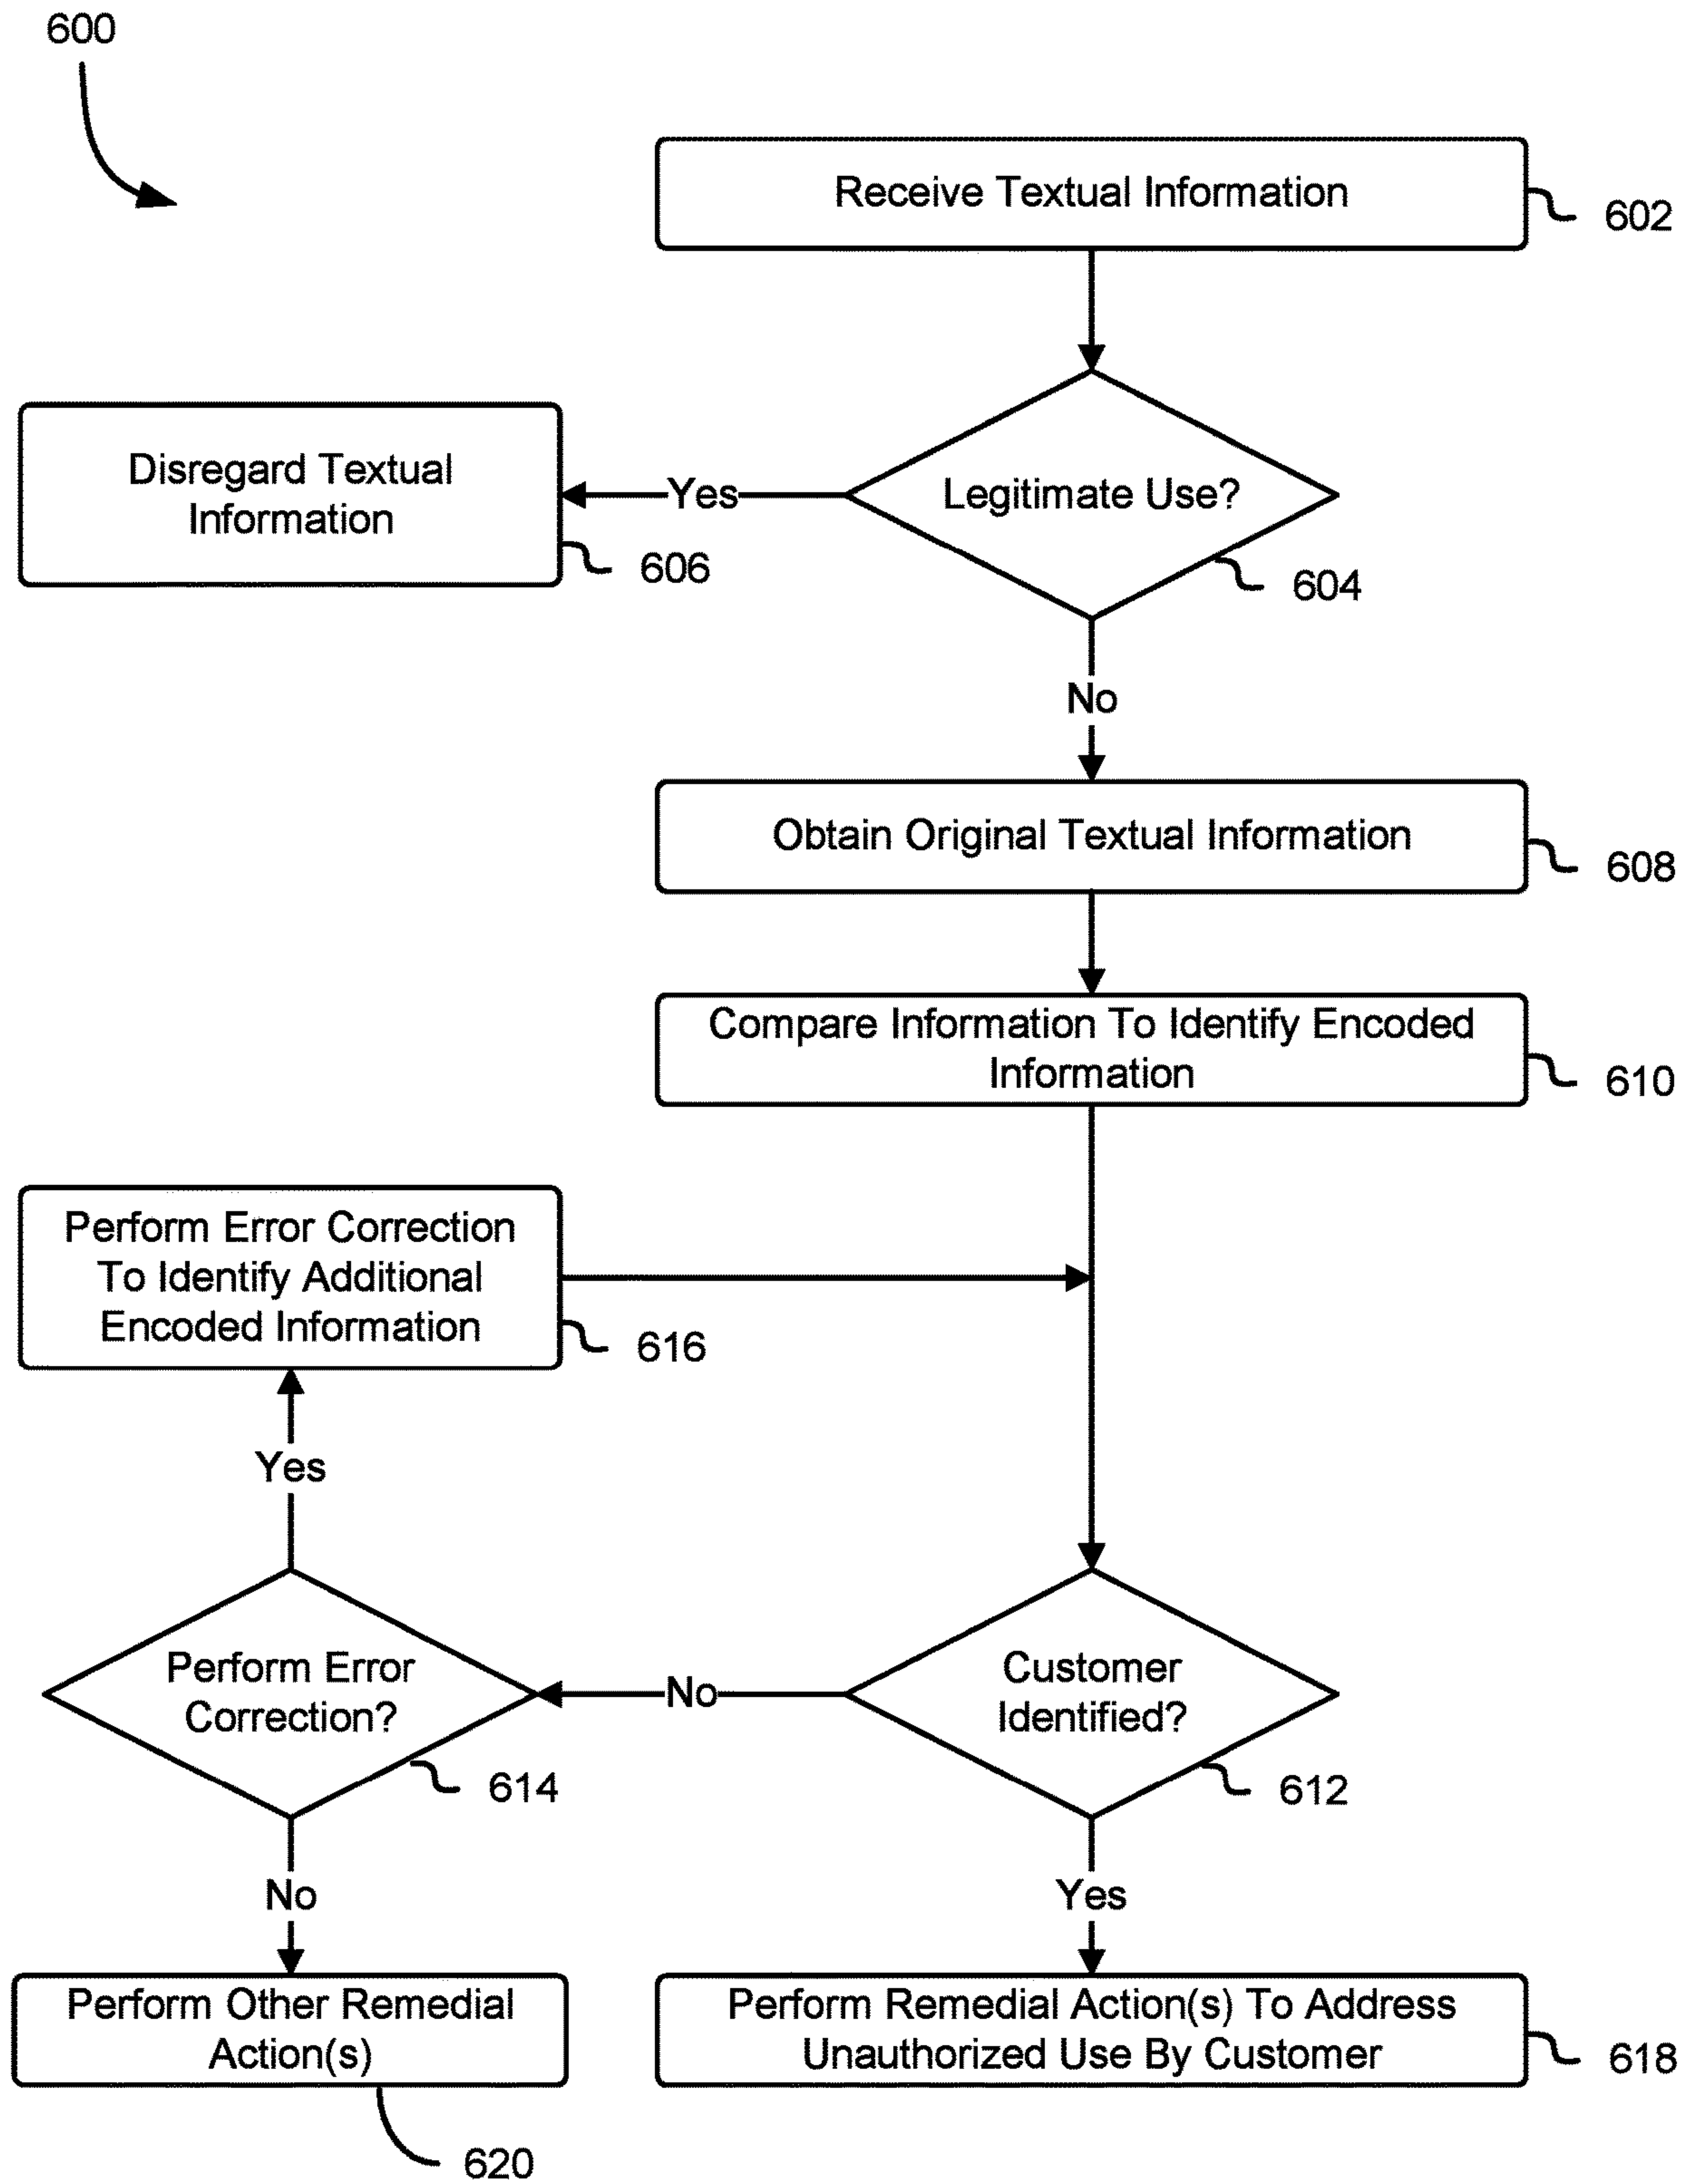 600
Receive Textual Information
602
Legitimate Use?
604
Yes
Disregard Textual
Information
606
No
Obtain Original Textual Information
608
Compare Information To Identify Encoded
Information
610
Perform Error Correction
To Identify Additional
Encoded Information
616
Yes
Perform Error
Correction?
614
No
Customer
Identified?
612
No
Yes
Perform Other Remedial
Action(s)
620
Perform Remedial Action(s) To Address
Unauthorized Use By Customer
618